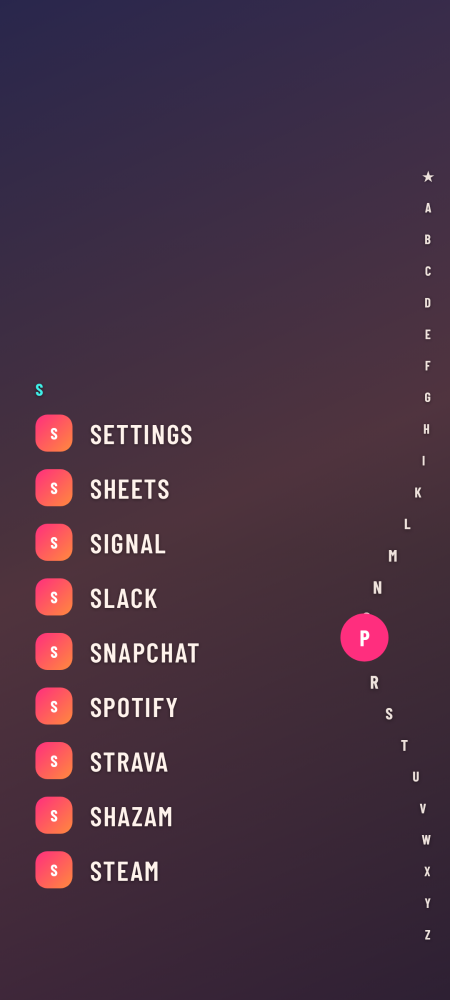 S
S SETTINGS
S SHEETS
S SIGNAL
S SLACK
S SNAPCHAT
S SPOTIFY
S STRAVA
S SHAZAM
S STEAM
★
A
B
C
D
E
F
G
H
I
K
L
M
N
P
R
S
T
U
V
W
X
Y
Z